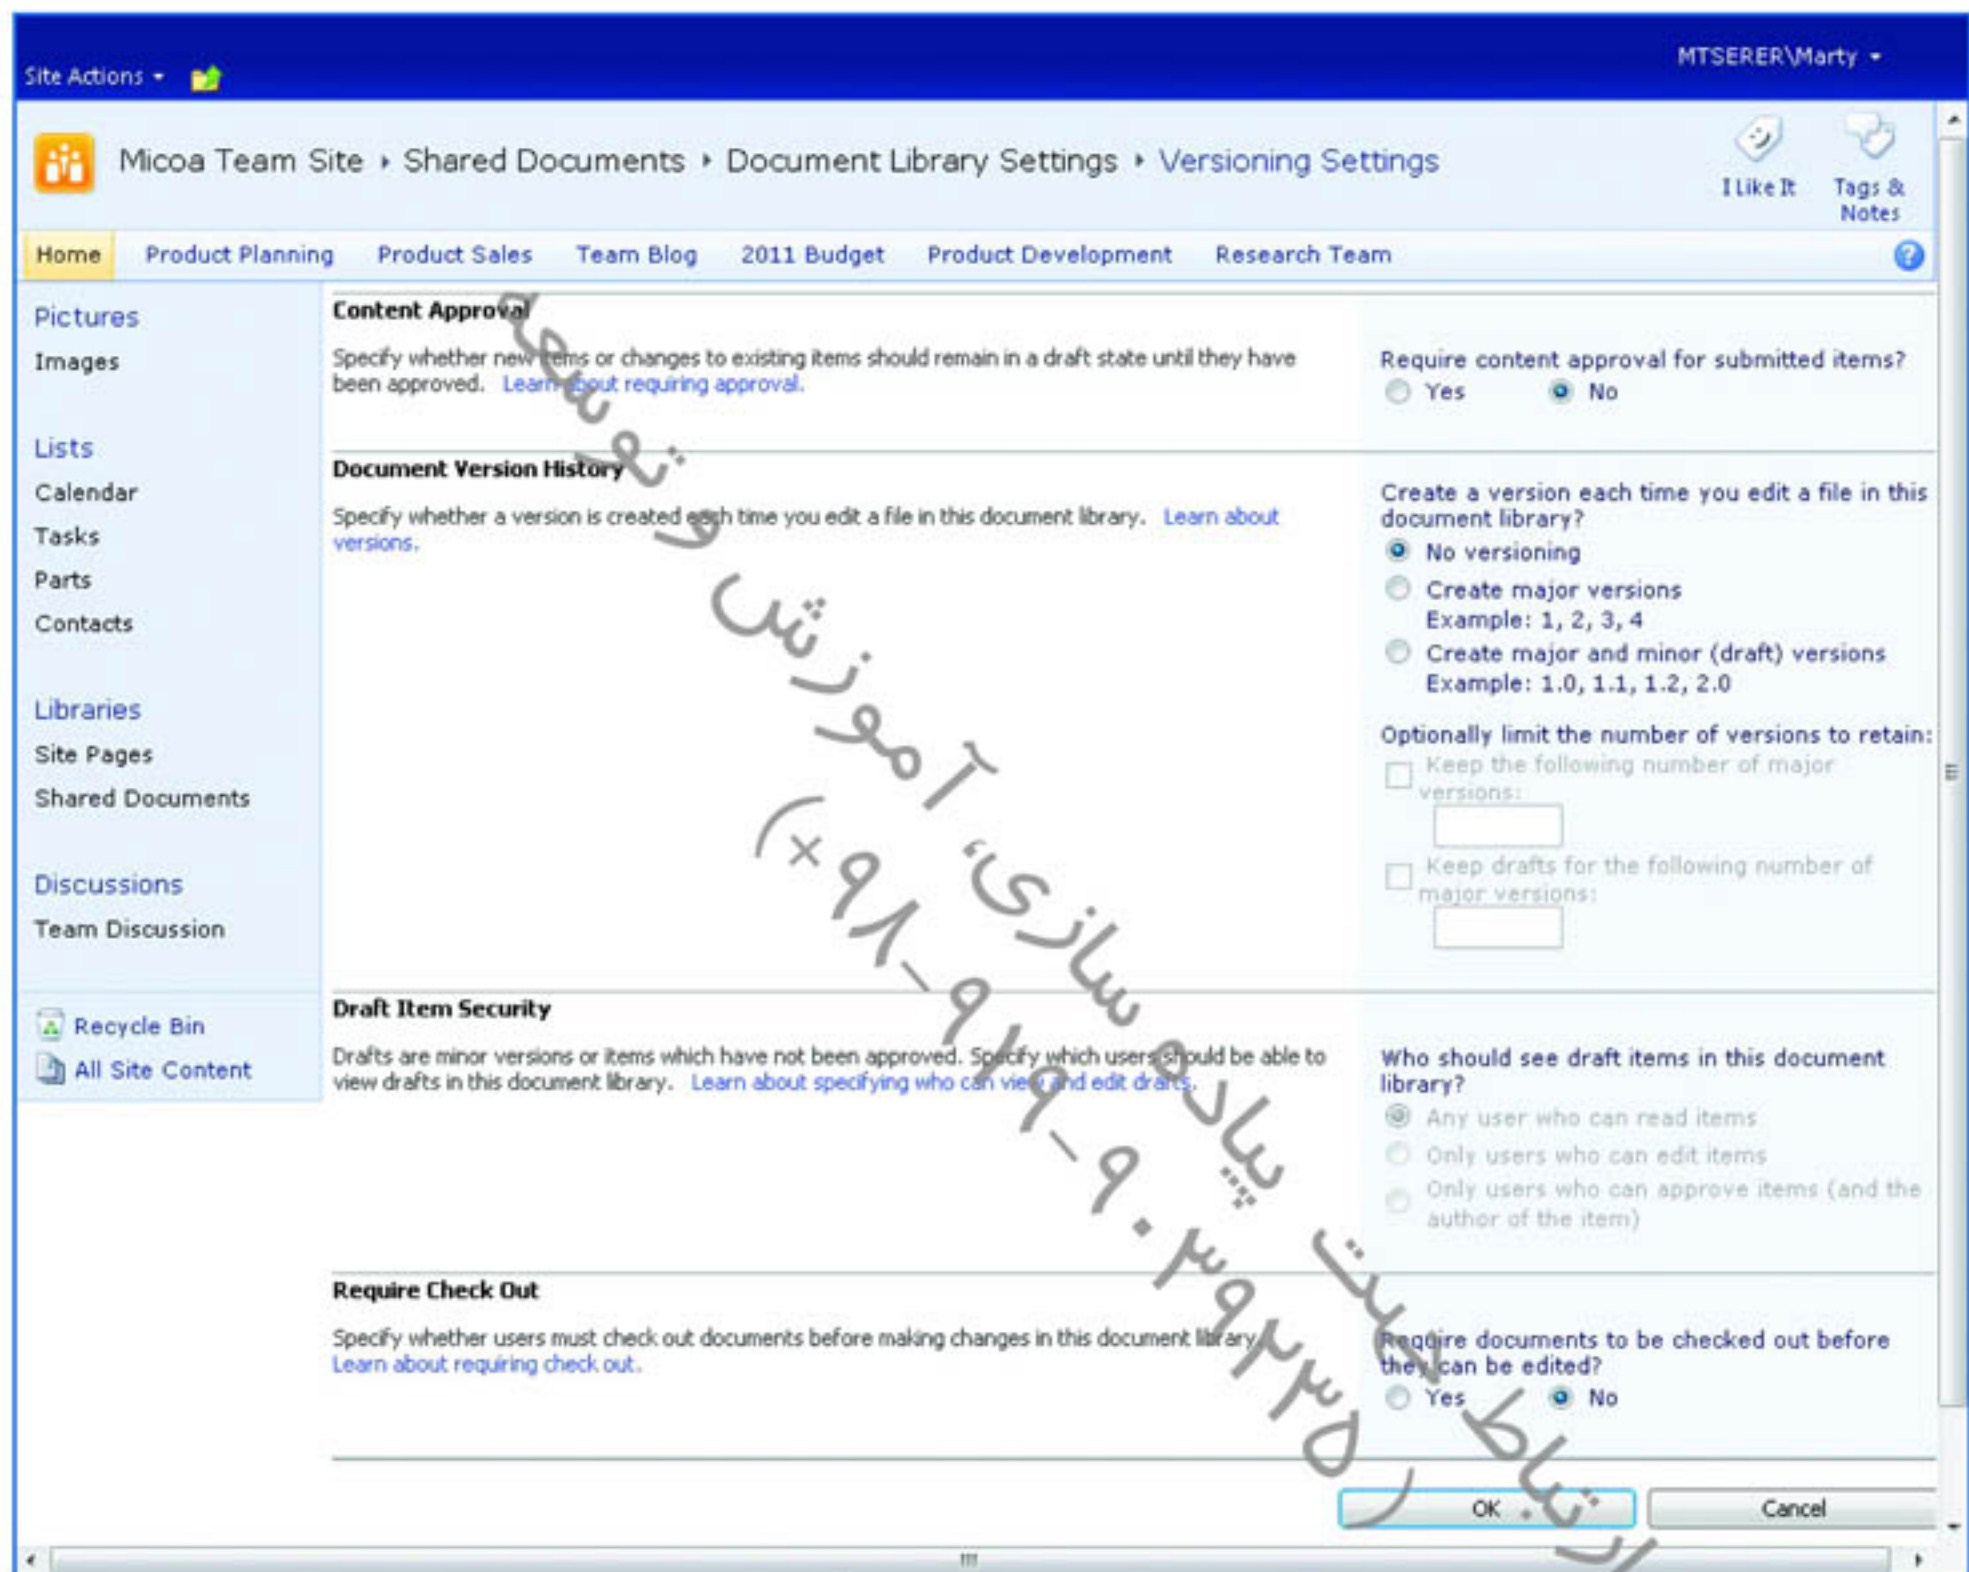 Site Actions
MTSERER\Marty
Micoa Team Site ▸ Shared Documents ▸ Document Library Settings ▸ Versioning Settings
I Like It
Tags &
Notes
Home Product Planning Product Sales Team Blog 2011 Budget Product Development Research Team
Pictures
Images
Lists
Calendar
Tasks
Parts
Contacts
Libraries
Site Pages
Shared Documents
Discussions
Team Discussion
Recycle Bin
All Site Content
Content Approval
Specify whether new items or changes to existing items should remain in a draft state until they have
been approved. Learn about requiring approval.
Require content approval for submitted items?
Yes No
Document Version History
Specify whether a version is created each time you edit a file in this document library. Learn about
versions.
Create a version each time you edit a file in this
document library?
No versioning
Create major versions
Example: 1, 2, 3, 4
Create major and minor (draft) versions
Example: 1.0, 1.1, 1.2, 2.0
Optionally limit the number of versions to retain:
Keep the following number of major
versions:
Keep drafts for the following number of
major versions:
Draft Item Security
Drafts are minor versions or items which have not been approved. Specify which users should be able to
view drafts in this document library. Learn about specifying who can view and edit drafts.
Who should see draft items in this document
library?
Any user who can read items
Only users who can edit items
Only users who can approve items (and the
author of the item)
Require Check Out
Specify whether users must check out documents before making changes in this document library.
Learn about requiring check out.
Require documents to be checked out before
they can be edited?
Yes No
OK Cancel
ارتباط جهت پیاده سازی، آموزش و توسعه
(+۹۸-۹۱۹-۹۰۳۹۲۳۵)